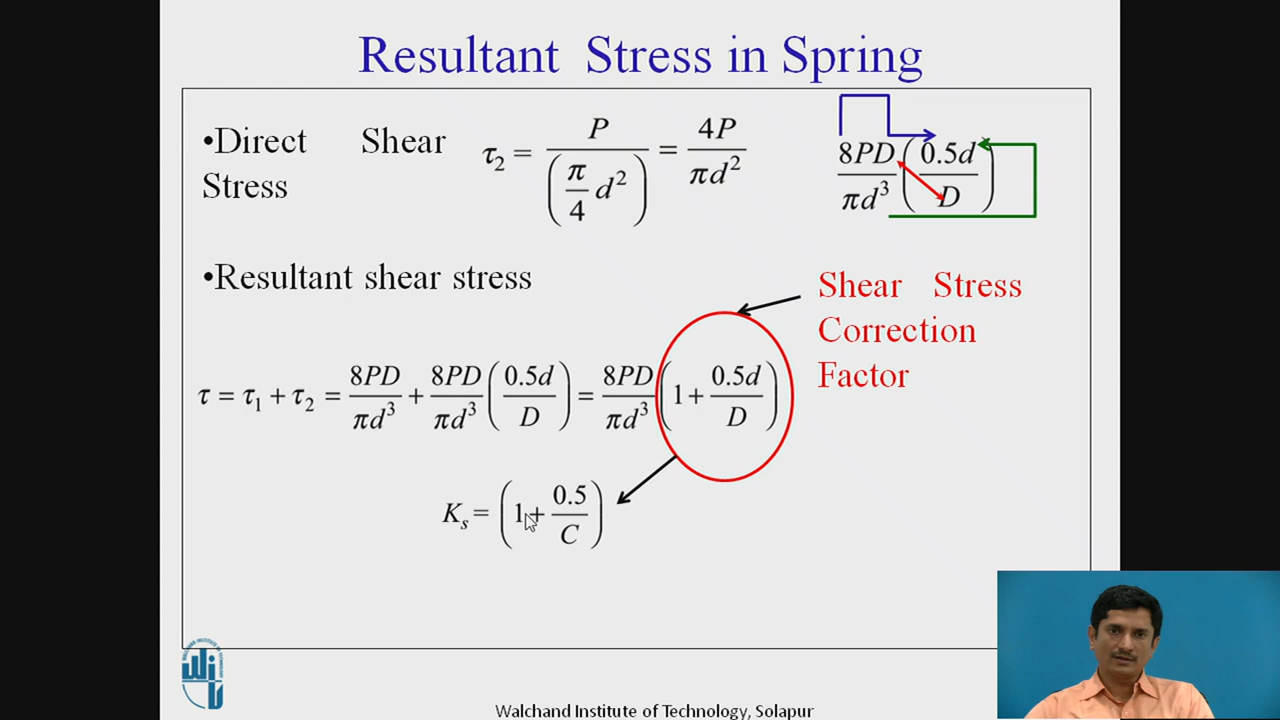 Resultant Stress in Spring
•Direct Shear Stress
τ₂ = P / (π/4 d²) = 4P / πd²
8PD / πd³ (0.5d / D)
•Resultant shear stress
Shear Stress
Correction
Factor
τ = τ₁ + τ₂ = 8PD / πd³ + 8PD / πd³ (0.5d / D) = 8PD / πd³ (1 + 0.5d / D)
Kₛ = (1 + 0.5 / C)
Walchand Institute of Technology, Solapur